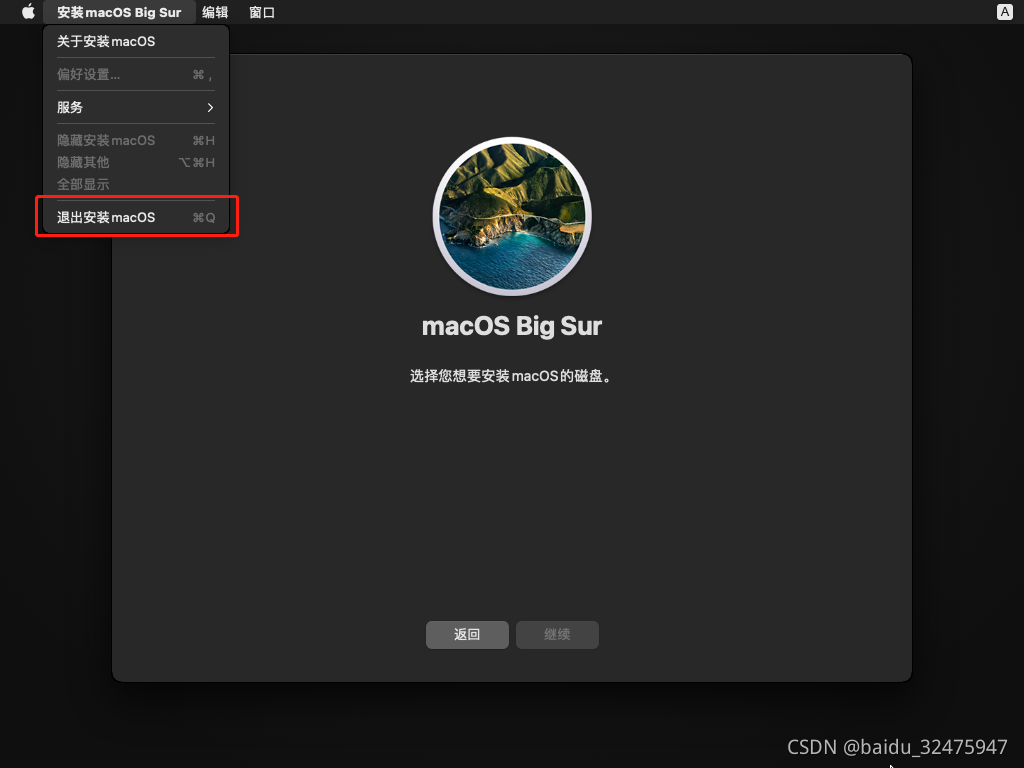 安装macOS Big Sur 编辑 窗口 A
关于安装macOS
偏好设置... ⌘ ,
服务 >
隐藏安装macOS ⌘H
隐藏其他 ⌥⌘H
全部显示
退出安装macOS ⌘Q
macOS Big Sur
选择您想要安装macOS的磁盘。
返回 继续
CSDN @baidu_32475947